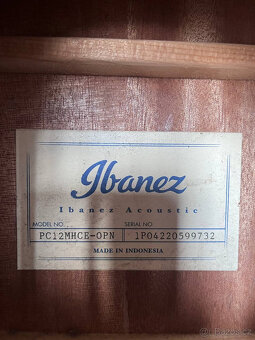 Ibanez
Ibanez Acoustic
MODEL NO. SERIAL NO.
PC12MHCE-OPN 1P04220599732
MADE IN INDONESIA